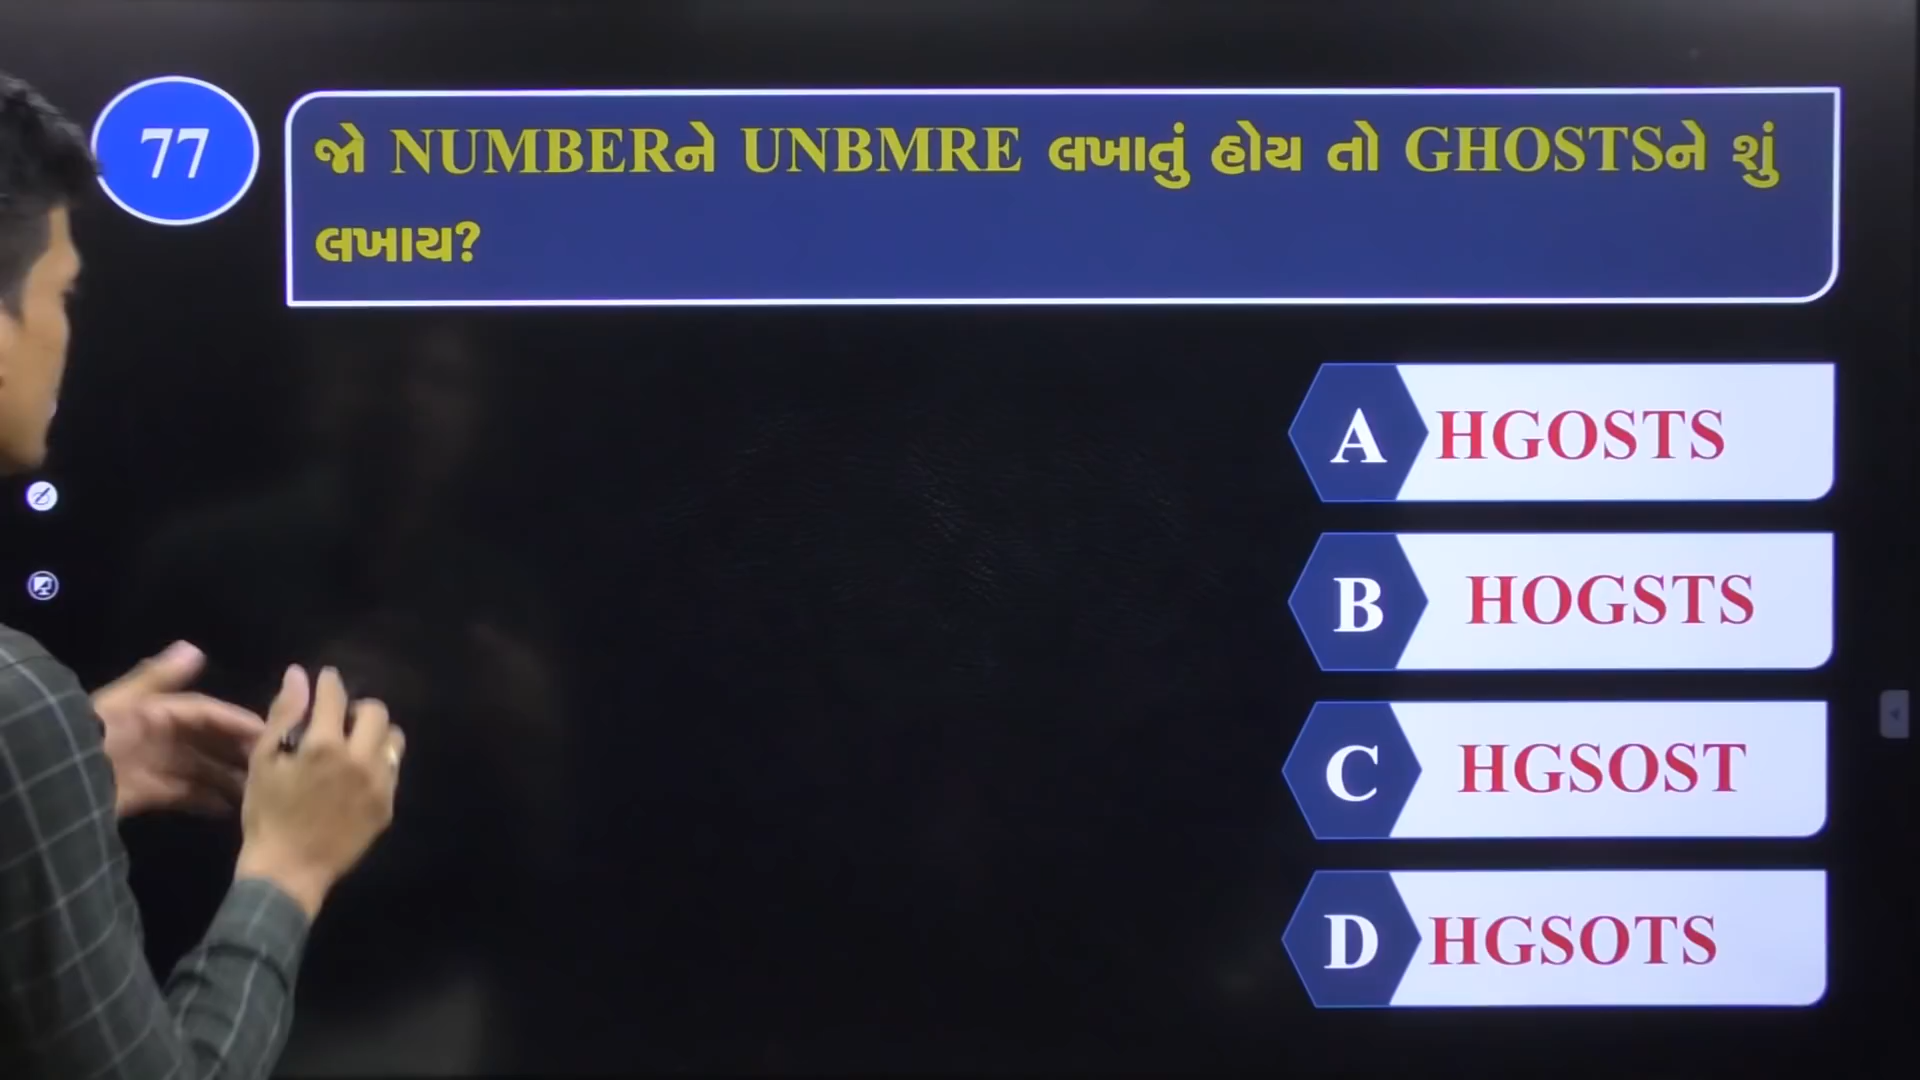 77
જો NUMBERને UNBMRE લખાતું હોય તો GHOSTSને શું
લખાય?
A HGOSTS
B HOGSTS
C HGSOST
D HGSOTS